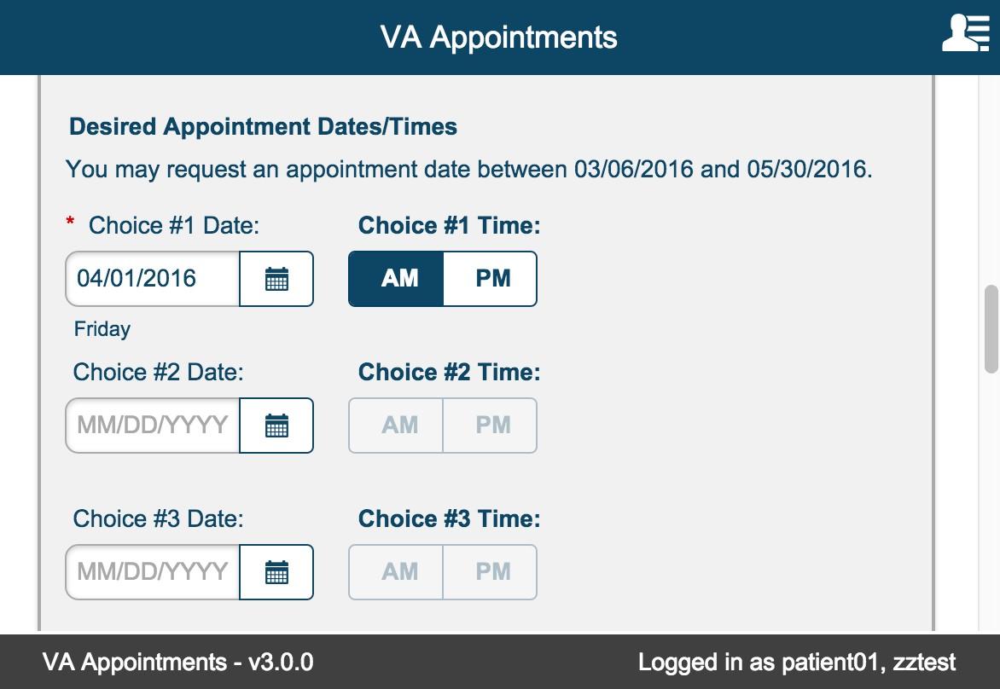 VA Appointments
Desired Appointment Dates/Times
You may request an appointment date between 03/06/2016 and 05/30/2016.
* Choice #1 Date: Choice #1 Time:
04/01/2016 AM PM
Friday
Choice #2 Date: Choice #2 Time:
MM/DD/YYYY AM PM
Choice #3 Date: Choice #3 Time:
MM/DD/YYYY AM PM
VA Appointments - v3.0.0 Logged in as patient01, zztest